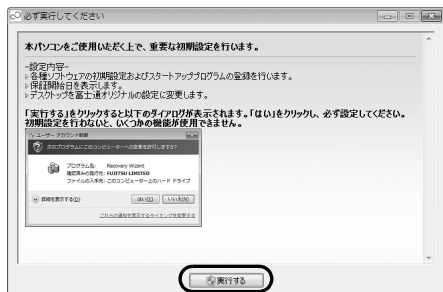 必ず実行してください
本パソコンをご使用いただく上で、重要な初期設定を行います。
-設定内容-
▹各種ソフトウェアの初期設定およびスタートアッププログラムの登録を行います。
▹保証開始日を表示します。
▹デスクトップを富士通オリジナルの設定に変更します。
「実行する」をクリックすると以下のダイアログが表示されます。「はい」をクリックし、必ず設定してください。
初期設定を行わないと、いくつかの機能が使用できません。
ユーザー アカウント制御
次のプログラムにこのコンピューターへの変更を許可しますか?
プログラム名: Recovery Wizard
確認済みの発行元: FUJITSU LIMITED
ファイルの入手先: このコンピューター上のハード ドライブ
詳細を表示する(D)
はい(Y)
いいえ(N)
これらの通知を表示するタイミングを変更する
実行する